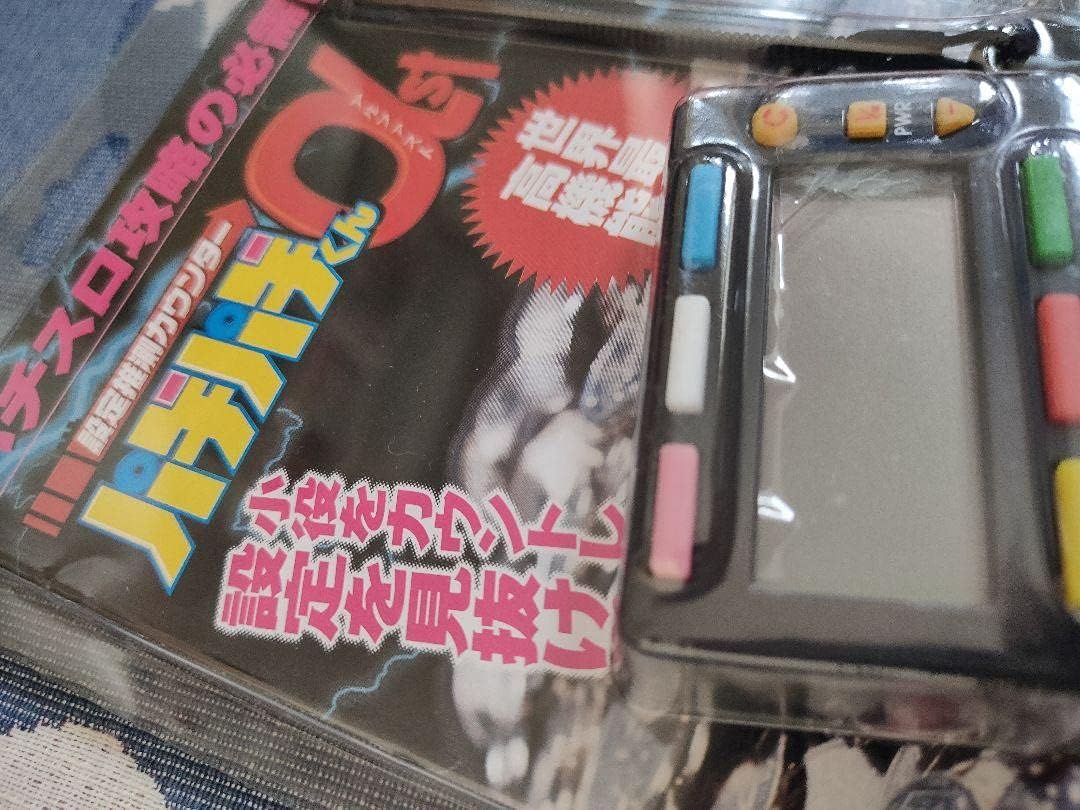 チスロ攻略の必需
設定推測カウンター
パチパチくん
α
世界最
高機能
小役をカウントし
設定を見抜け
C
PWR